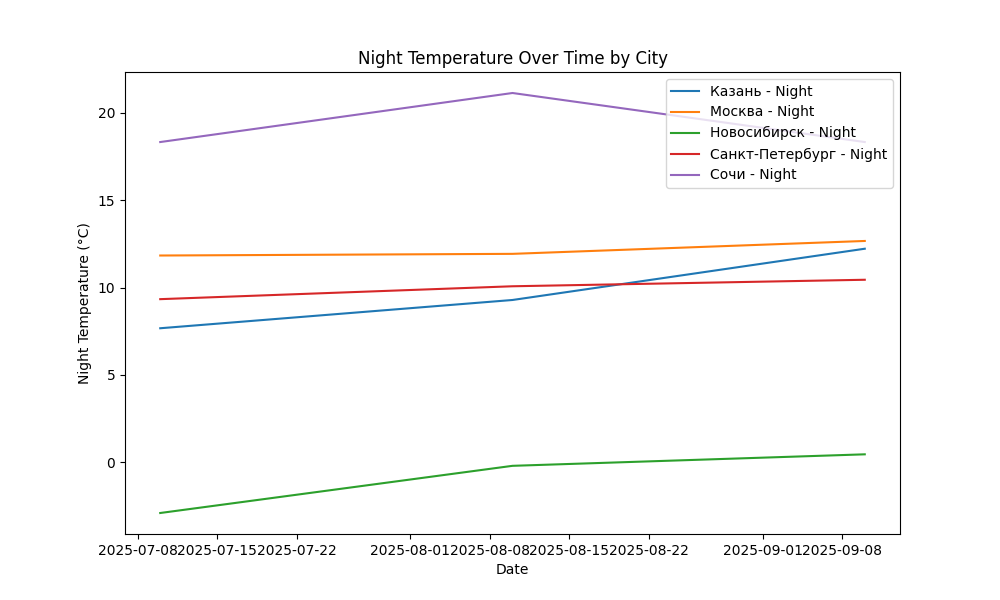 Night Temperature Over Time by City
Казань - Night
Москва - Night
Новосибирск - Night
Санкт-Петербург - Night
Сочи - Night
Night Temperature (°C)
20
15
10
5
0
2025-07-08 2025-07-15 2025-07-22 2025-08-01 2025-08-08 2025-08-15 2025-08-22 2025-09-01 2025-09-08
Date